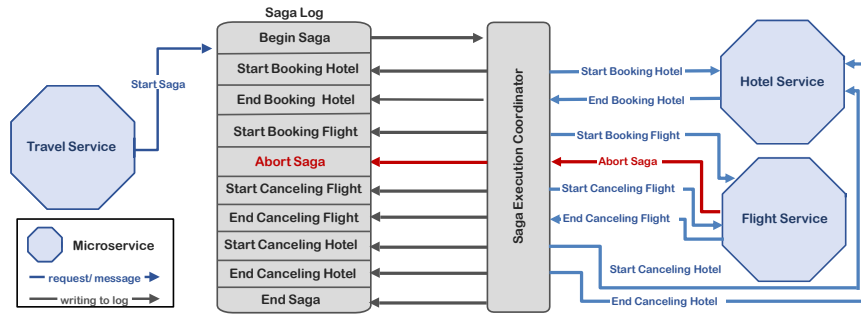 Saga Log
Begin Saga
Start Booking Hotel
End Booking Hotel
Start Booking Flight
Abort Saga
Start Canceling Flight
End Canceling Flight
Start Canceling Hotel
End Canceling Hotel
End Saga
Travel Service
Start Saga
Microservice
request/ message
writing to log
Saga Execution Coordinator
Start Booking Hotel
End Booking Hotel
Start Booking Flight
Abort Saga
Start Canceling Flight
End Canceling Flight
Start Canceling Hotel
End Canceling Hotel
Hotel Service
Flight Service